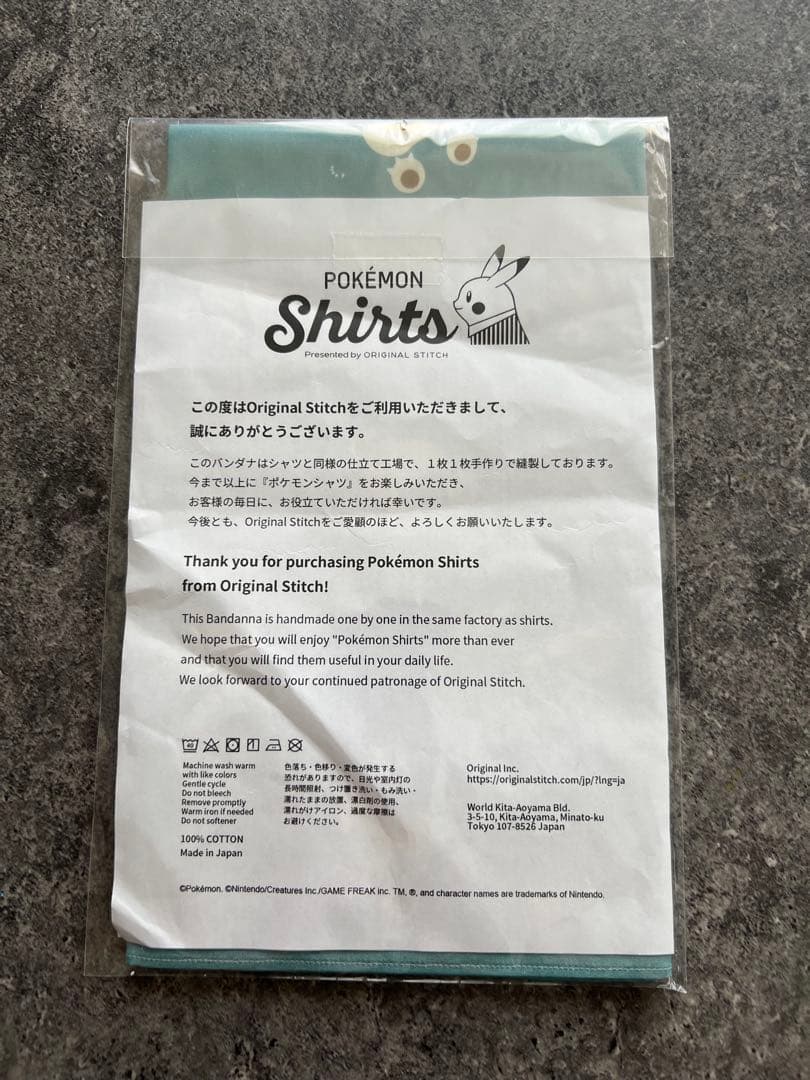 POKÉMON
Shirts
Presented by ORIGINAL STITCH
この度はOriginal Stitchをご利用いただきまして、
誠にありがとうございます。
このバンダナはシャツと同様の仕立て工場で、1枚1枚手作りで縫製しております。
今まで以上に『ポケモンシャツ』をお楽しみいただき、
お客様の毎日に、お役立ていただければ幸いです。
今後とも、Original Stitchをご愛顧のほど、よろしくお願いいたします。
Thank you for purchasing Pokémon Shirts
from Original Stitch!
This Bandanna is handmade one by one in the same factory as shirts.
We hope that you will enjoy "Pokémon Shirts" more than ever
and that you will find them useful in your daily life.
We look forward to your continued patronage of Original Stitch.
40
Machine wash warm
with like colors
Gentle cycle
Do not bleach
Remove promptly
Warm iron if needed
Do not softener
100% COTTON
Made in Japan
色落ち・色移り・変色が発生する
恐れがありますので、日光や室内灯の
長時間照射、つけ置き洗い・もみ洗い・
濡れたままの放置、漂白剤の使用、
濡れがけアイロン、過度な摩擦は
お避けください。
Original Inc.
https://originalstitch.com/jp/?lng=ja
World Kita-Aoyama Bld.
3-5-10, Kita-Aoyama, Minato-ku
Tokyo 107-8526 Japan
©Pokémon. ©Nintendo/Creatures Inc./GAME FREAK inc. TM, ®, and character names are trademarks of Nintendo.